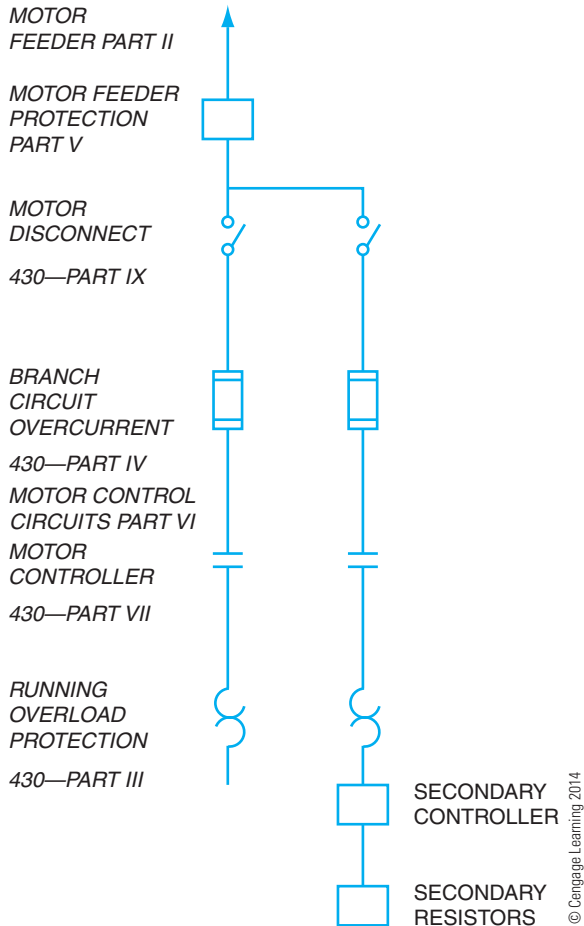 MOTOR
FEEDER PART II
MOTOR FEEDER
PROTECTION
PART V
MOTOR
DISCONNECT
430—PART IX
BRANCH
CIRCUIT
OVERCURRENT
430—PART IV
MOTOR CONTROL
CIRCUITS PART VI
MOTOR
CONTROLLER
430—PART VII
RUNNING
OVERLOAD
PROTECTION
430—PART III
SECONDARY
CONTROLLER
SECONDARY
RESISTORS
© Cengage Learning 2014